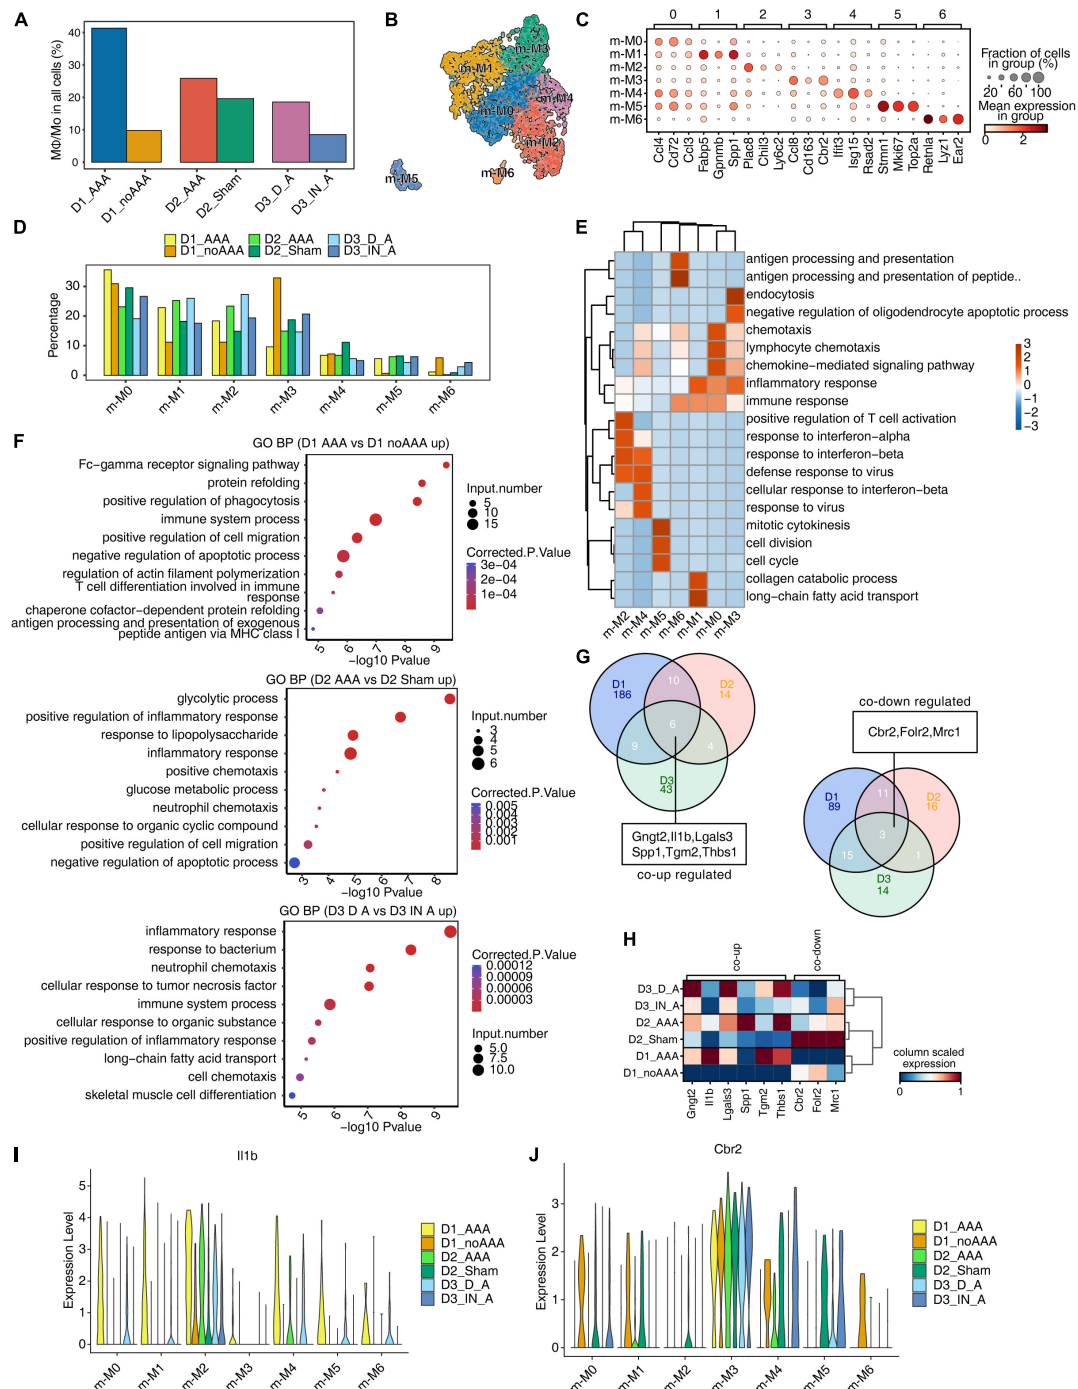 A
MΦ/Mo in all cells (%)
40
30
20
10
0
D1_AAA
D1_noAAA
D2_AAA
D2_Sham
D3_D_A
D3_IN_A
B
m-M3
m-M1
m-M4
m-M0
m-M2
m-M5
m-M6
C
0 1 2 3 4 5 6
m-M0
m-M1
m-M2
m-M3
m-M4
m-M5
m-M6
Ccl4
Cd72
Ccl3
Fabp5
Gpnmb
Spp1
Plac8
Chil3
Ly6c2
Ccl8
Cd163
Cbr2
Ifit3
Isg15
Rsad2
Stmn1
Mki67
Top2a
Retnla
Lyz1
Ear2
Fraction of cells
in group (%)
20 60 100
Mean expression
in group
0 2
D
D1_AAA D2_AAA D3_D_A
D1_noAAA D2_Sham D3_IN_A
Percentage
30
20
10
0
m-M0
m-M1
m-M2
m-M3
m-M4
m-M5
m-M6
E
antigen processing and presentation
antigen processing and presentation of peptide..
endocytosis
negative regulation of oligodendrocyte apoptotic process
chemotaxis
lymphocyte chemotaxis
chemokine-mediated signaling pathway
inflammatory response
immune response
positive regulation of T cell activation
response to interferon-alpha
response to interferon-beta
defense response to virus
cellular response to interferon-beta
response to virus
mitotic cytokinesis
cell division
cell cycle
collagen catabolic process
long-chain fatty acid transport
m-M2
m-M4
m-M5
m-M6
m-M1
m-M0
m-M3
3
2
1
0
−1
−2
−3
F
GO BP (D1 AAA vs D1 noAAA up)
Fc-gamma receptor signaling pathway
protein refolding
positive regulation of phagocytosis
immune system process
positive regulation of cell migration
negative regulation of apoptotic process
regulation of actin filament polymerization
T cell differentiation involved in immune
response
chaperone cofactor-dependent protein refolding
antigen processing and presentation of exogenous
peptide antigen via MHC class I
5 6 7 8 9
−log10 Pvalue
Input.number
5
10
15
Corrected.P.Value
3e−04
2e−04
1e−04
GO BP (D2 AAA vs D2 Sham up)
glycolytic process
positive regulation of inflammatory response
response to lipopolysaccharide
inflammatory response
positive chemotaxis
glucose metabolic process
neutrophil chemotaxis
cellular response to organic cyclic compound
positive regulation of cell migration
negative regulation of apoptotic process
3 4 5 6 7 8
−log10 Pvalue
Input.number
3
4
5
6
Corrected.P.Value
0.005
0.004
0.003
0.002
0.001
GO BP (D3 D A vs D3 IN A up)
inflammatory response
response to bacterium
neutrophil chemotaxis
cellular response to tumor necrosis factor
immune system process
cellular response to organic substance
positive regulation of inflammatory response
long-chain fatty acid transport
cell chemotaxis
skeletal muscle cell differentiation
5 6 7 8 9
−log10 Pvalue
Corrected.P.Value
0.00012
0.00009
0.00006
0.00003
Input.number
5.0
7.5
10.0
G
D1
186
10
D2
14
6
9
4
D3
43
Gngt2,Il1b,Lgals3
Spp1,Tgm2,Thbs1
co-up regulated
co-down regulated
Cbr2,Folr2,Mrc1
D1
89
11
D2
16
3
15
1
D3
14
H
co-up
co-down
D3_D_A
D3_IN_A
D2_AAA
D2_Sham
D1_AAA
D1_noAAA
Gngt2
Il1b
Lgals3
Spp1
Tgm2
Thbs1
Cbr2
Folr2
Mrc1
column scaled
expression
0 1
I
Il1b
Expression Level
5
4
3
2
1
0
m-M0
m-M1
m-M2
m-M3
m-M4
m-M5
m-M6
D1_AAA
D1_noAAA
D2_AAA
D2_Sham
D3_D_A
D3_IN_A
J
Cbr2
Expression Level
3
2
1
0
m-M0
m-M1
m-M2
m-M3
m-M4
m-M5
m-M6
D1_AAA
D1_noAAA
D2_AAA
D2_Sham
D3_D_A
D3_IN_A